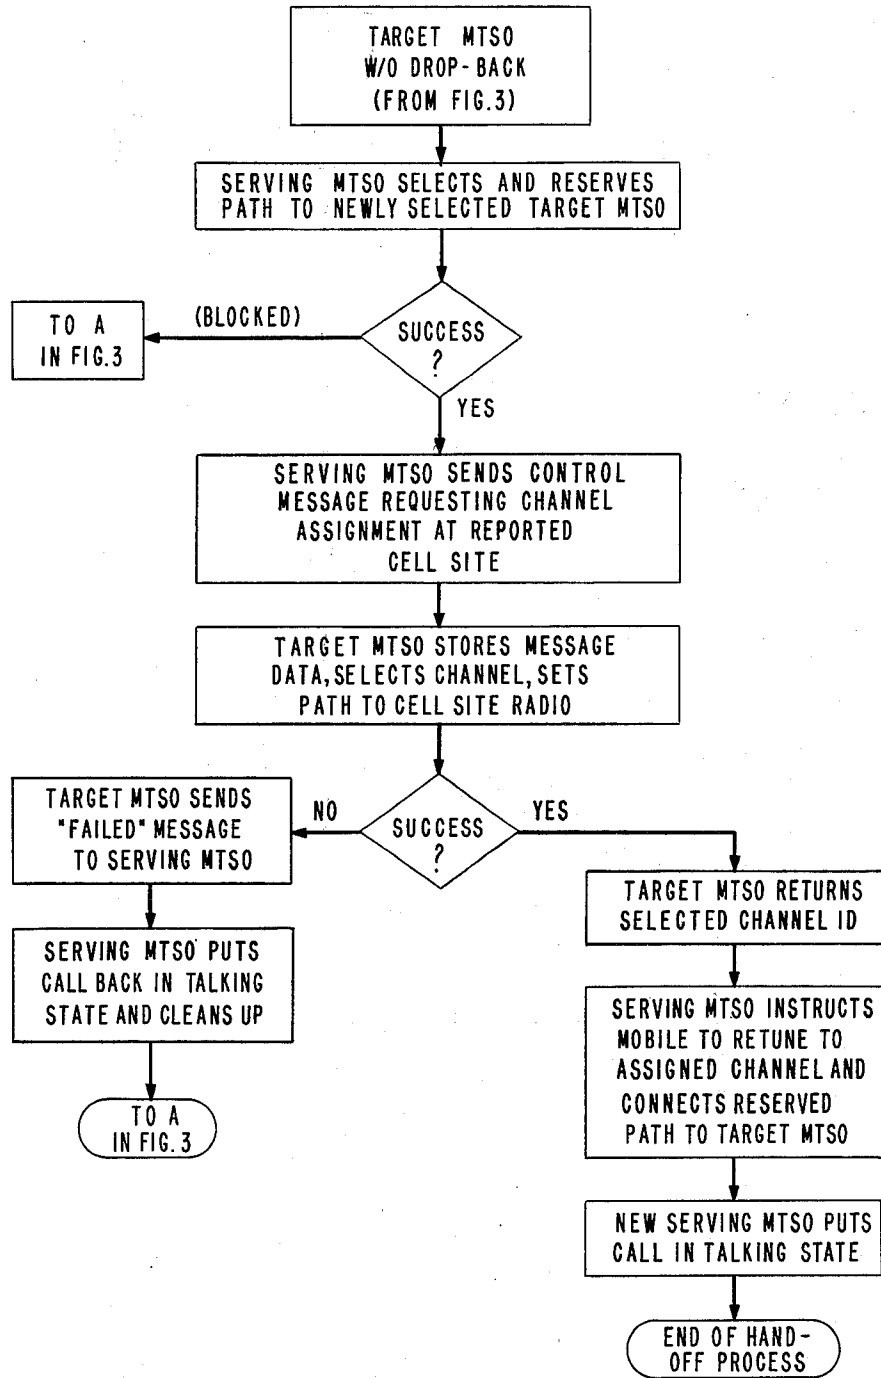 TARGET MTSO
W/O DROP-BACK
(FROM FIG.3)
SERVING MTSO SELECTS AND RESERVES
PATH TO NEWLY SELECTED TARGET MTSO
(BLOCKED)
TO A
IN FIG.3
SUCCESS
?
YES
SERVING MTSO SENDS CONTROL
MESSAGE REQUESTING CHANNEL
ASSIGNMENT AT REPORTED
CELL SITE
TARGET MTSO STORES MESSAGE
DATA, SELECTS CHANNEL, SETS
PATH TO CELL SITE RADIO
SUCCESS
?
NO
YES
TARGET MTSO SENDS
"FAILED" MESSAGE
TO SERVING MTSO
SERVING MTSO PUTS
CALL BACK IN TALKING
STATE AND CLEANS UP
TO A
IN FIG.3
TARGET MTSO RETURNS
SELECTED CHANNEL ID
SERVING MTSO INSTRUCTS
MOBILE TO RETUNE TO
ASSIGNED CHANNEL AND
CONNECTS RESERVED
PATH TO TARGET MTSO
NEW SERVING MTSO PUTS
CALL IN TALKING STATE
END OF HAND-
OFF PROCESS